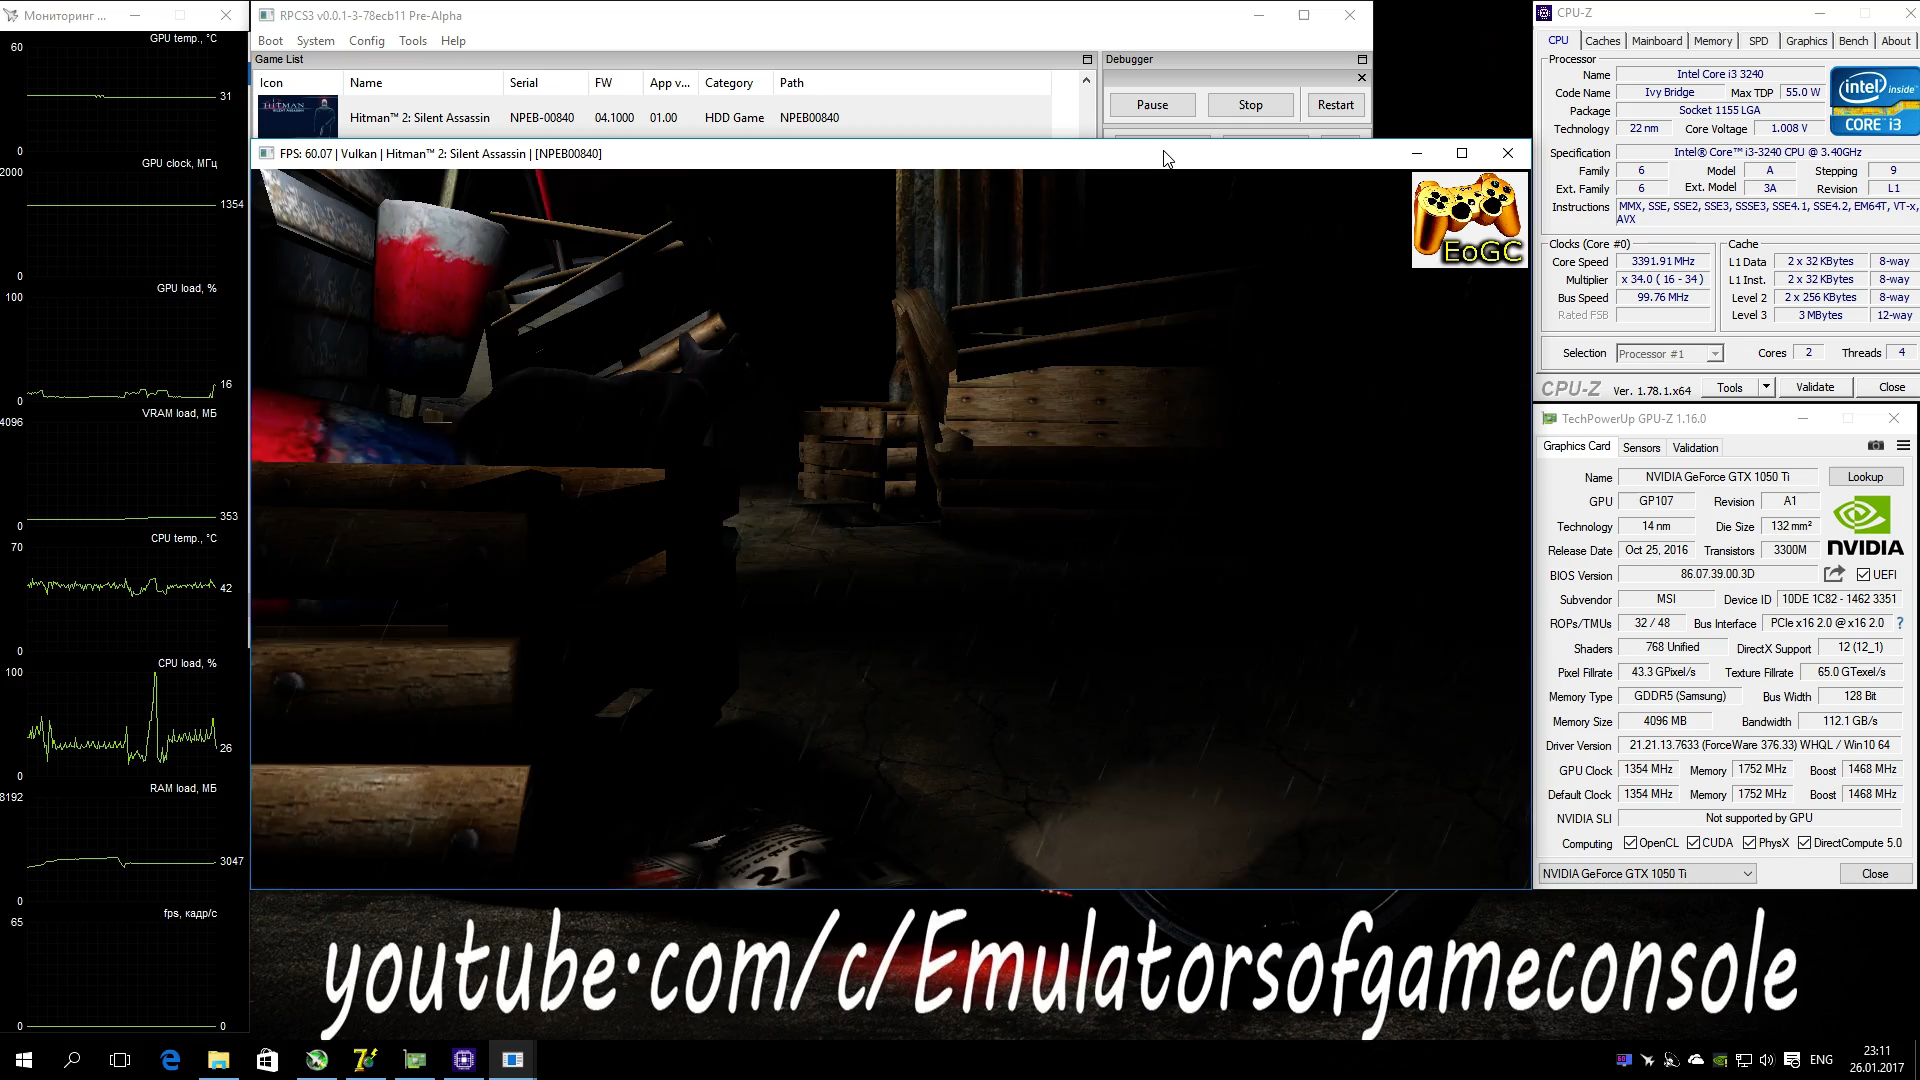 Мониторинг ...
GPU temp., °C
60
31
0
GPU clock, МГц
2000
1354
0
GPU load, %
100
16
0
VRAM load, МБ
4096
353
0
CPU temp., °C
70
42
0
CPU load, %
100
26
0
RAM load, МБ
8192
3047
0
fps, кадр/с
65
0
0
RPCS3 v0.0.1-3-78ecb11 Pre-Alpha
Boot System Config Tools Help
Game List
Icon Name Serial FW App v... Category Path
HITMAN
Hitman™ 2: Silent Assassin NPEB-00840 04.1000 01.00 HDD Game NPEB00840
Debugger
Pause Stop Restart
FPS: 60.07 | Vulkan | Hitman™ 2: Silent Assassin | [NPEB00840]
EoGC
CPU-Z
CPU Caches Mainboard Memory SPD Graphics Bench About
Processor
Name Intel Core i3 3240
Code Name Ivy Bridge Max TDP 55.0 W
Package Socket 1155 LGA
Technology 22 nm Core Voltage 1.008 V
intel inside™
CORE i3
Specification Intel® Core™ i3-3240 CPU @ 3.40GHz
Family 6 Model A Stepping 9
Ext. Family 6 Ext. Model 3A Revision L1
Instructions MMX, SSE, SSE2, SSE3, SSSE3, SSE4.1, SSE4.2, EM64T, VT-x,
AVX
Clocks (Core #0)
Core Speed 3391.91 MHz
Multiplier x 34.0 ( 16 - 34 )
Bus Speed 99.76 MHz
Rated FSB
Cache
L1 Data 2 x 32 KBytes 8-way
L1 Inst. 2 x 32 KBytes 8-way
Level 2 2 x 256 KBytes 8-way
Level 3 3 MBytes 12-way
Selection Processor #1 Cores 2 Threads 4
CPU-Z Ver. 1.78.1.x64 Tools Validate Close
TechPowerUp GPU-Z 1.16.0
Graphics Card Sensors Validation
Name NVIDIA GeForce GTX 1050 Ti Lookup
GPU GP107 Revision A1
Technology 14 nm Die Size 132 mm²
Release Date Oct 25, 2016 Transistors 3300M
NVIDIA
BIOS Version 86.07.39.00.3D UEFI
Subvendor MSI Device ID 10DE 1C82 - 1462 3351
ROPs/TMUs 32 / 48 Bus Interface PCIe x16 2.0 @ x16 2.0 ?
Shaders 768 Unified DirectX Support 12 (12_1)
Pixel Fillrate 43.3 GPixel/s Texture Fillrate 65.0 GTexel/s
Memory Type GDDR5 (Samsung) Bus Width 128 Bit
Memory Size 4096 MB Bandwidth 112.1 GB/s
Driver Version 21.21.13.7633 (ForceWare 376.33) WHQL / Win10 64
GPU Clock 1354 MHz Memory 1752 MHz Boost 1468 MHz
Default Clock 1354 MHz Memory 1752 MHz Boost 1468 MHz
NVIDIA SLI Not supported by GPU
Computing OpenCL CUDA PhysX DirectCompute 5.0
NVIDIA GeForce GTX 1050 Ti Close
youtube.com/c/Emulatorsofgameconsole
ENG
23:11
26.01.2017